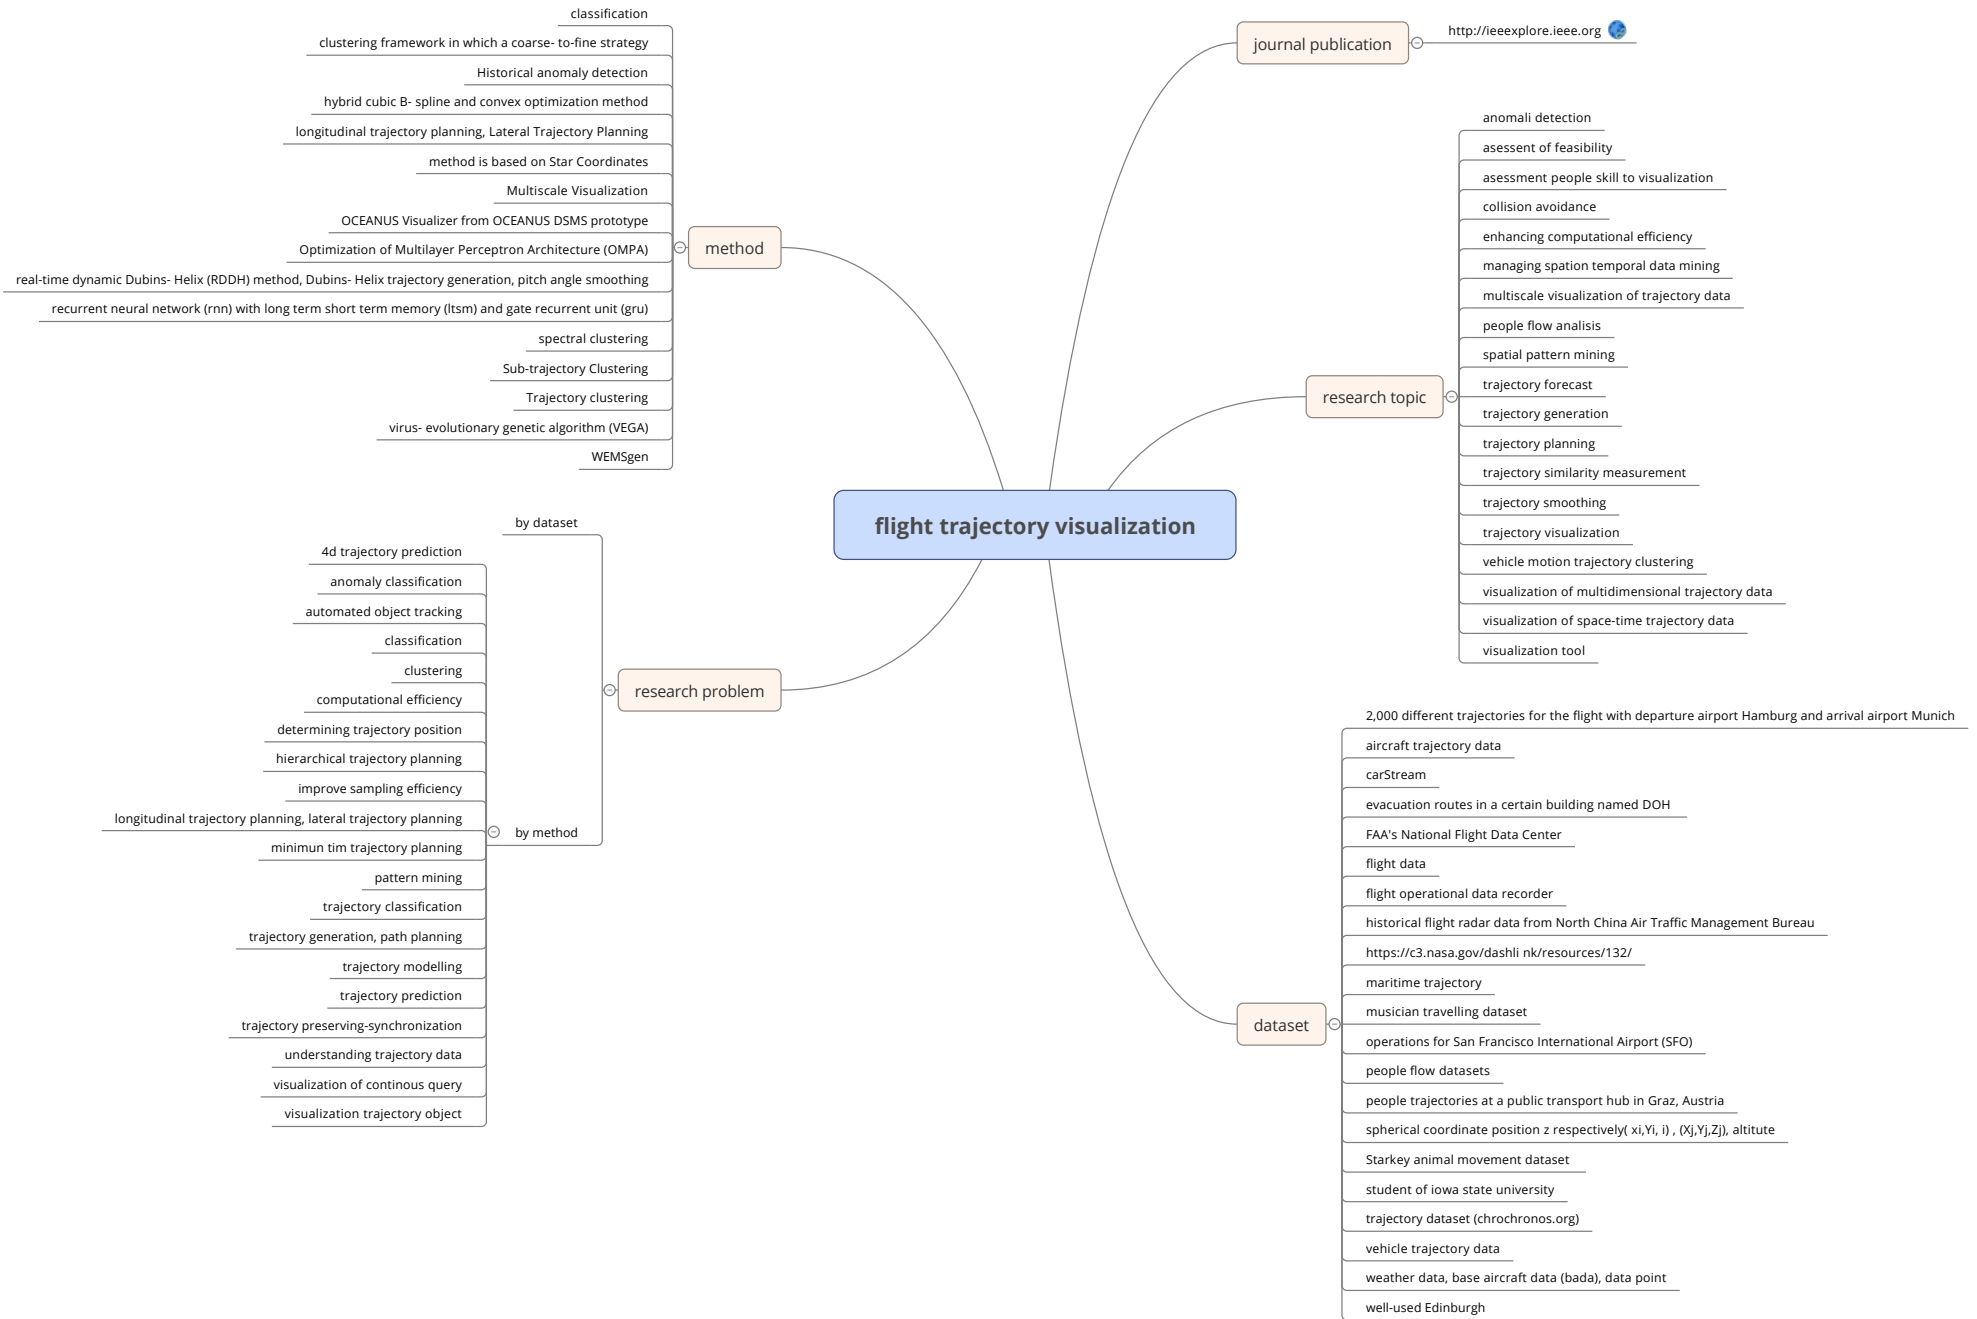 flight trajectory visualization
journal publication
http://ieeexplore.ieee.org
research topic
anomali detection
asessent of feasibility
asessment people skill to visualization
collision avoidance
enhancing computational efficiency
managing spation temporal data mining
multiscale visualization of trajectory data
people flow analisis
spatial pattern mining
trajectory forecast
trajectory generation
trajectory planning
trajectory similarity measurement
trajectory smoothing
trajectory visualization
vehicle motion trajectory clustering
visualization of multidimensional trajectory data
visualization of space-time trajectory data
visualization tool
dataset
2,000 different trajectories for the flight with departure airport Hamburg and arrival airport Munich
aircraft trajectory data
carStream
evacuation routes in a certain building named DOH
FAA's National Flight Data Center
flight data
flight operational data recorder
historical flight radar data from North China Air Traffic Management Bureau
https://c3.nasa.gov/dashli nk/resources/132/
maritime trajectory
musician travelling dataset
operations for San Francisco International Airport (SFO)
people flow datasets
people trajectories at a public transport hub in Graz, Austria
spherical coordinate position z respectively( xi,Yi, i) , (Xj,Yj,Zj), altitute
Starkey animal movement dataset
student of iowa state university
trajectory dataset (chrochronos.org)
vehicle trajectory data
weather data, base aircraft data (bada), data point
well-used Edinburgh
method
classification
clustering framework in which a coarse- to-fine strategy
Historical anomaly detection
hybrid cubic B- spline and convex optimization method
longitudinal trajectory planning, Lateral Trajectory Planning
method is based on Star Coordinates
Multiscale Visualization
OCEANUS Visualizer from OCEANUS DSMS prototype
Optimization of Multilayer Perceptron Architecture (OMPA)
real-time dynamic Dubins- Helix (RDDH) method, Dubins- Helix trajectory generation, pitch angle smoothing
recurrent neural network (rnn) with long term short term memory (ltsm) and gate recurrent unit (gru)
spectral clustering
Sub-trajectory Clustering
Trajectory clustering
virus- evolutionary genetic algorithm (VEGA)
WEMSgen
research problem
by dataset
by method
4d trajectory prediction
anomaly classification
automated object tracking
classification
clustering
computational efficiency
determining trajectory position
hierarchical trajectory planning
improve sampling efficiency
longitudinal trajectory planning, lateral trajectory planning
minimun tim trajectory planning
pattern mining
trajectory classification
trajectory generation, path planning
trajectory modelling
trajectory prediction
trajectory preserving-synchronization
understanding trajectory data
visualization of continous query
visualization trajectory object